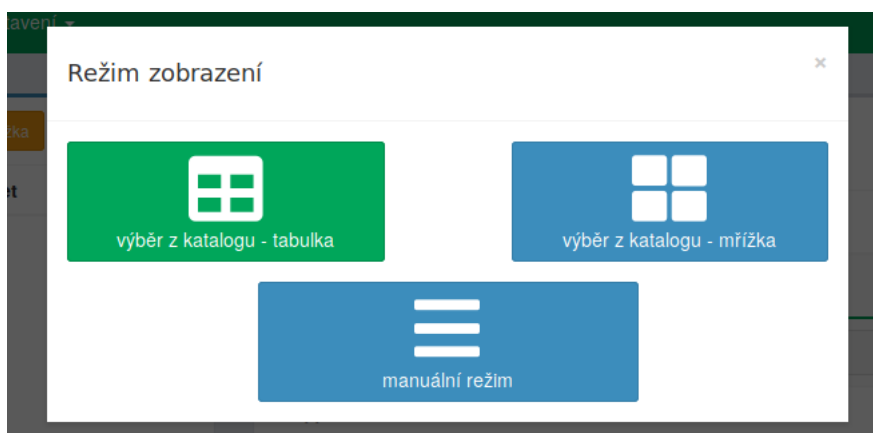 Režim zobrazení
×
výběr z katalogu - tabulka
výběr z katalogu - mřížka
manuální režim